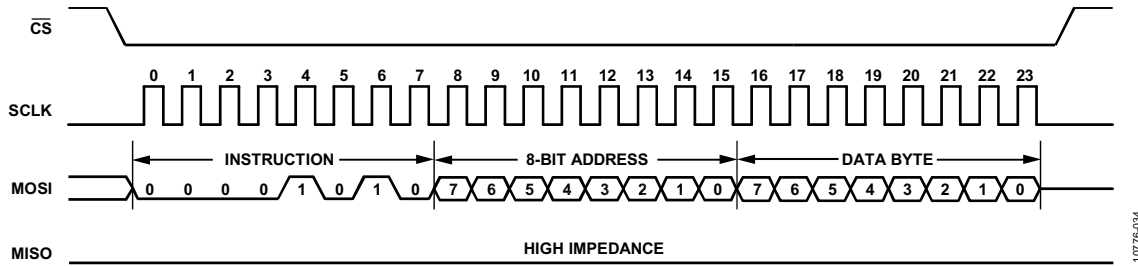 CS
0 1 2 3 4 5 6 7 8 9 10 11 12 13 14 15 16 17 18 19 20 21 22 23
SCLK
INSTRUCTION 8-BIT ADDRESS DATA BYTE
MOSI 0 0 0 0 1 0 1 0 7 6 5 4 3 2 1 0 7 6 5 4 3 2 1 0
MISO HIGH IMPEDANCE
10776-034